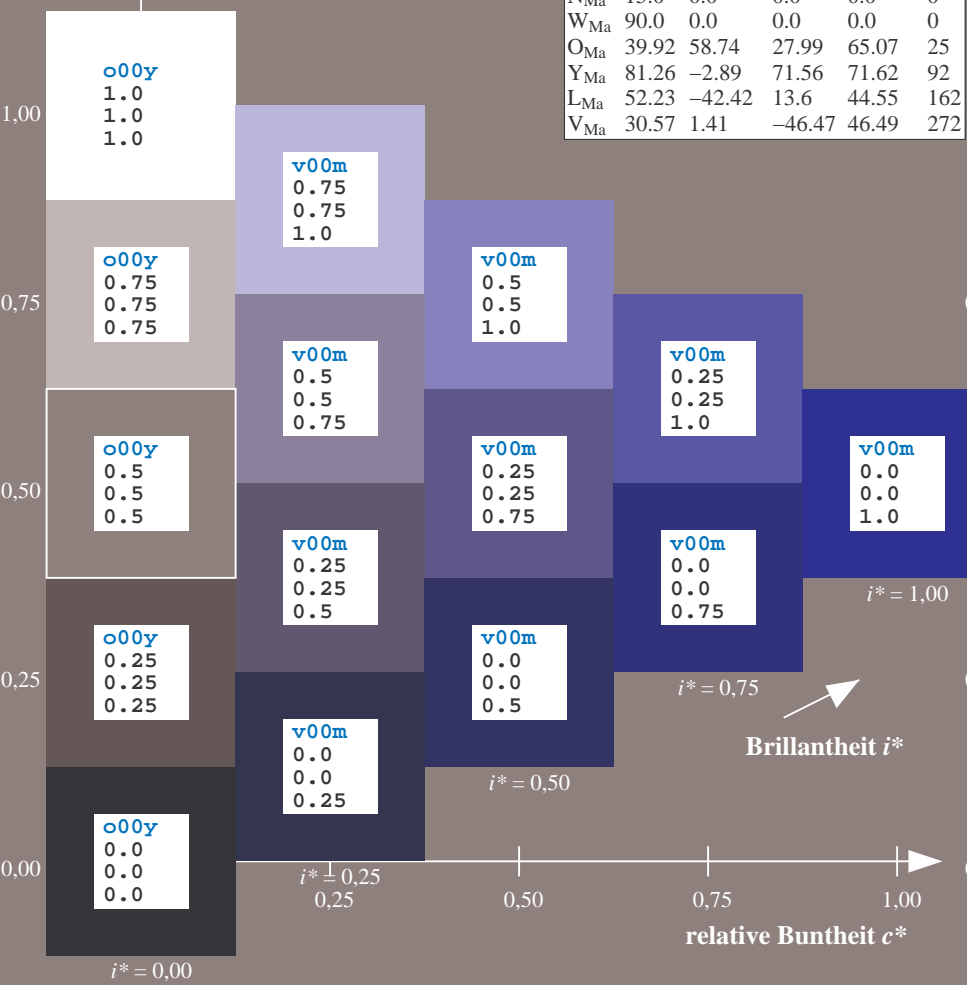 W_Ma 90.0 0.0 0.0 0.0 0
O_Ma 39.92 58.74 27.99 65.07 25
Y_Ma 81.26 −2.89 71.56 71.62 92
L_Ma 52.23 −42.42 13.6 44.55 162
V_Ma 30.57 1.41 −46.47 46.49 272
1,00
o00y
1.0
1.0
1.0
v00m
0.75
0.75
1.0
0,75
o00y
0.75
0.75
0.75
v00m
0.5
0.5
1.0
v00m
0.5
0.5
0.75
v00m
0.25
0.25
1.0
0,50
o00y
0.5
0.5
0.5
v00m
0.25
0.25
0.75
v00m
0.0
0.0
1.0
v00m
0.25
0.25
0.5
v00m
0.0
0.0
0.75
i* = 1,00
0,25
o00y
0.25
0.25
0.25
v00m
0.0
0.0
0.5
i* = 0,75
v00m
0.0
0.0
0.25
Brillantheit i*
i* = 0,50
0,00
o00y
0.0
0.0
0.0
i* = 0,25
0,25 0,50 0,75 1,00
relative Buntheit c*
i* = 0,00